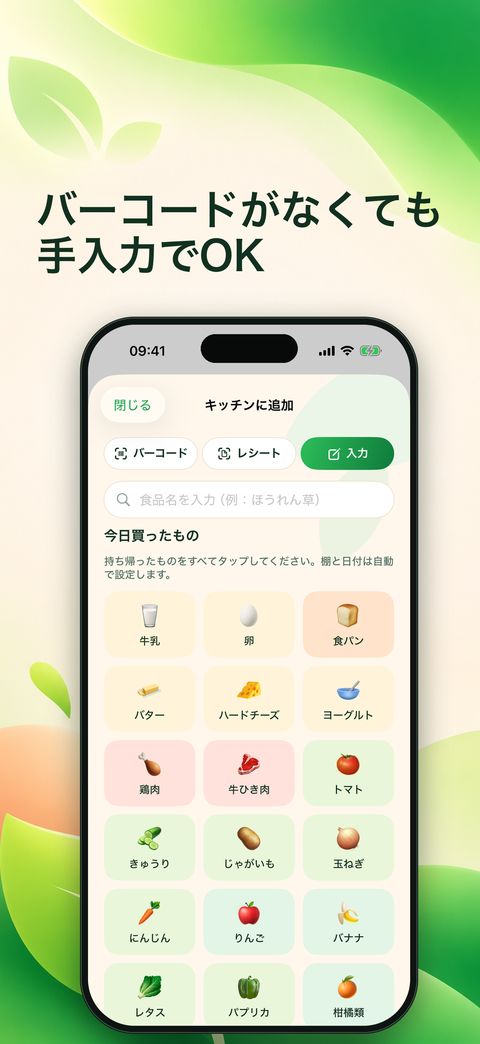 バーコードがなくても
手入力でOK
09:41
閉じる
キッチンに追加
バーコード
レシート
入力
食品名を入力 (例：ほうれん草)
今日買ったもの
持ち帰ったものをすべてタップしてください。棚と日付は自動
で設定します。
牛乳
卵
食パン
バター
ハードチーズ
ヨーグルト
鶏肉
牛ひき肉
トマト
きゅうり
じゃがいも
玉ねぎ
にんじん
りんご
バナナ
レタス
パプリカ
柑橘類